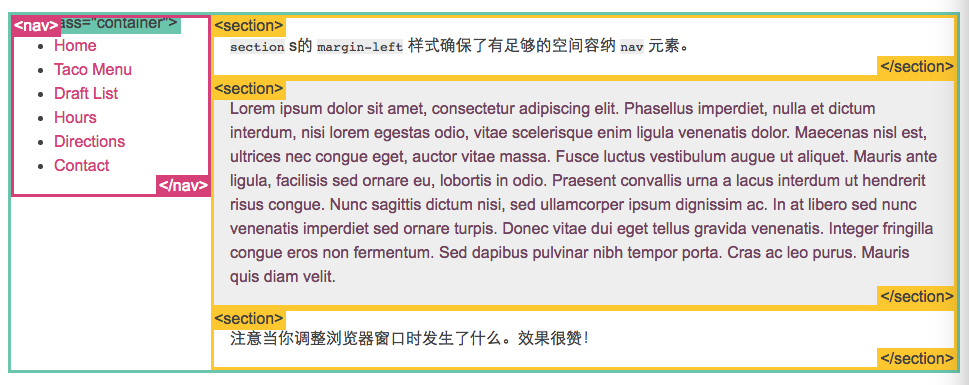 <nav>ass="container">
Home
Taco Menu
Draft List
Hours
Directions
Contact
</nav>
<section>
section s的 margin-left 样式确保了有足够的空间容纳 nav 元素。
</section>
<section>
Lorem ipsum dolor sit amet, consectetur adipiscing elit. Phasellus imperdiet, nulla et dictum
interdum, nisi lorem egestas odio, vitae scelerisque enim ligula venenatis dolor. Maecenas nisl est,
ultrices nec congue eget, auctor vitae massa. Fusce luctus vestibulum augue ut aliquet. Mauris ante
ligula, facilisis sed ornare eu, lobortis in odio. Praesent convallis urna a lacus interdum ut hendrerit
risus congue. Nunc sagittis dictum nisi, sed ullamcorper ipsum dignissim ac. In at libero sed nunc
venenatis imperdiet sed ornare turpis. Donec vitae dui eget tellus gravida venenatis. Integer fringilla
congue eros non fermentum. Sed dapibus pulvinar nibh tempor porta. Cras ac leo purus. Mauris
quis diam velit.
</section>
<section>
注意当你调整浏览器窗口时发生了什么。效果很赞！
</section>